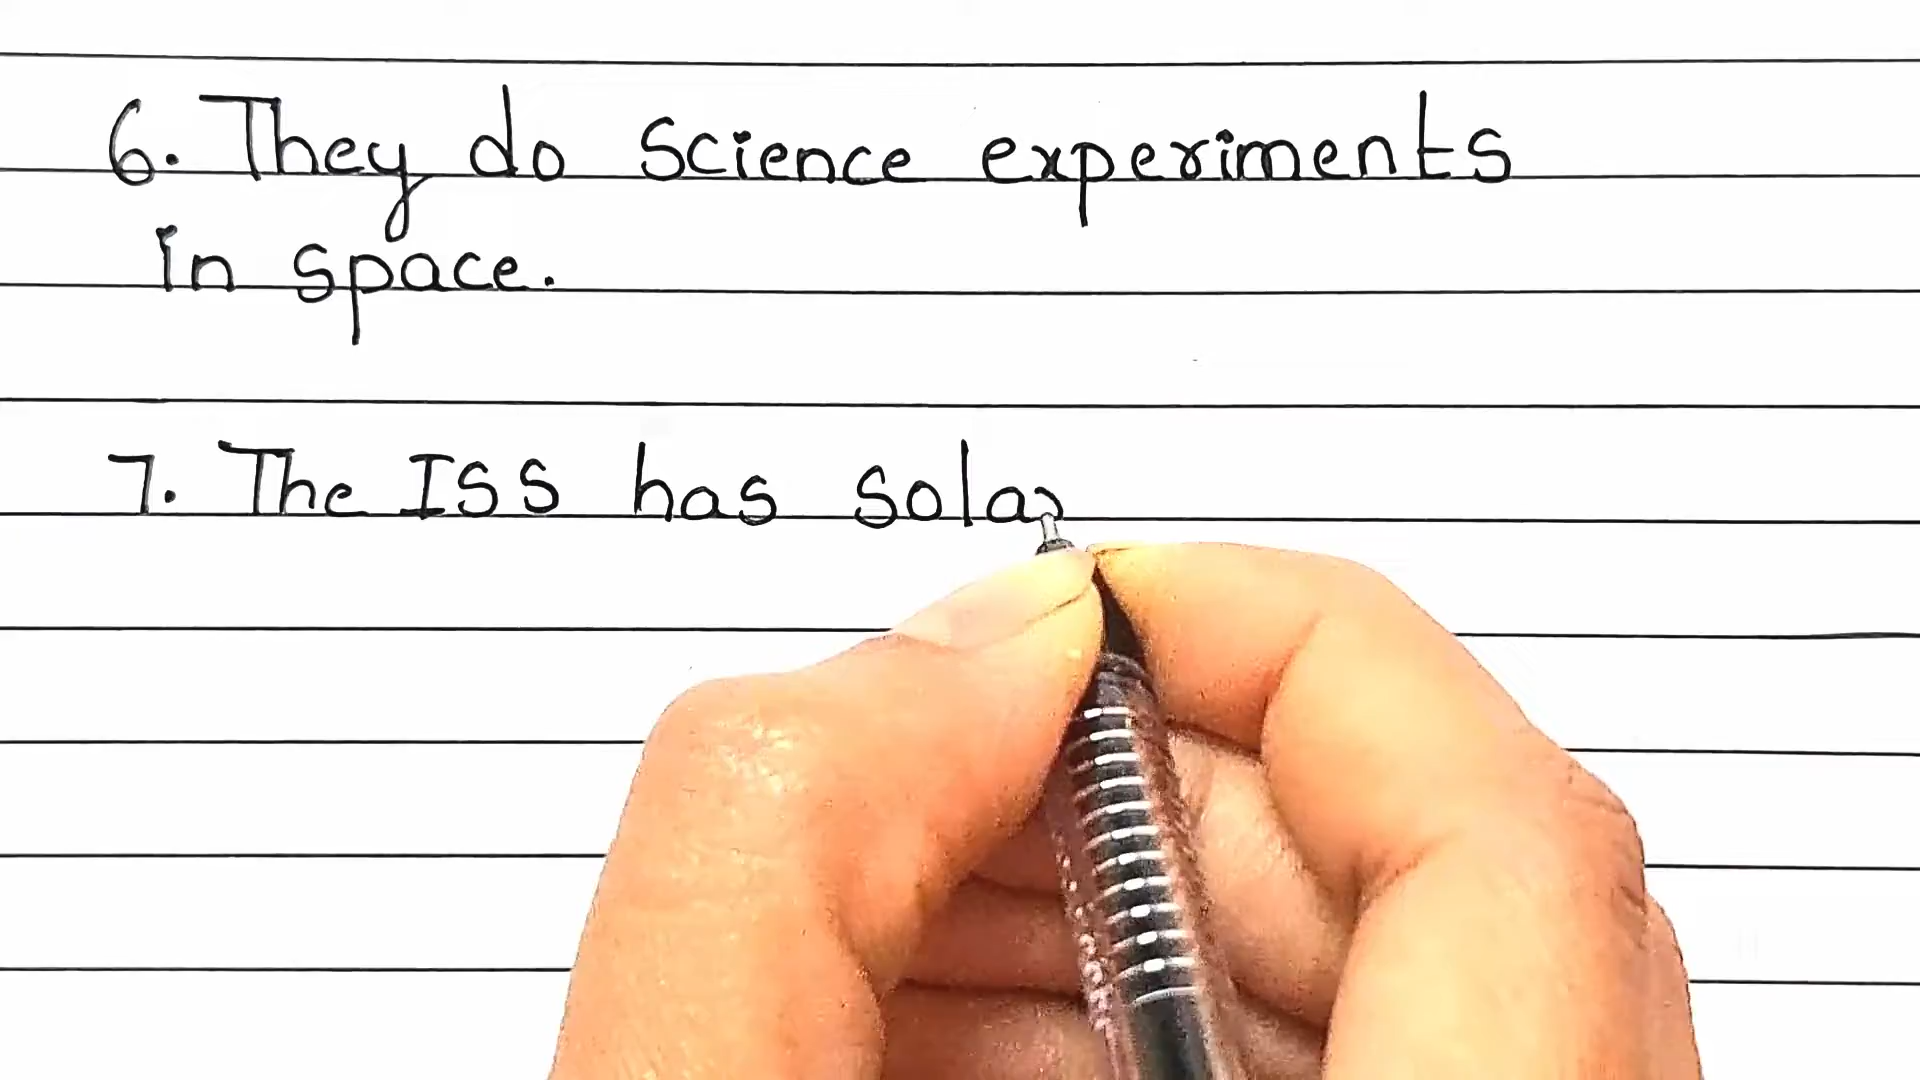 6. They do science experiments
in space.
7. The ISS has solar